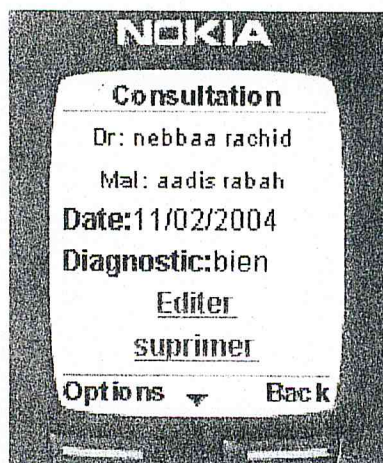 NOKIA
Consultation
Dr: nebbaa rachid
Mal: aadis rabah
Date:11/02/2004
Diagnostic:bien
Editer
suprimer
Options Back